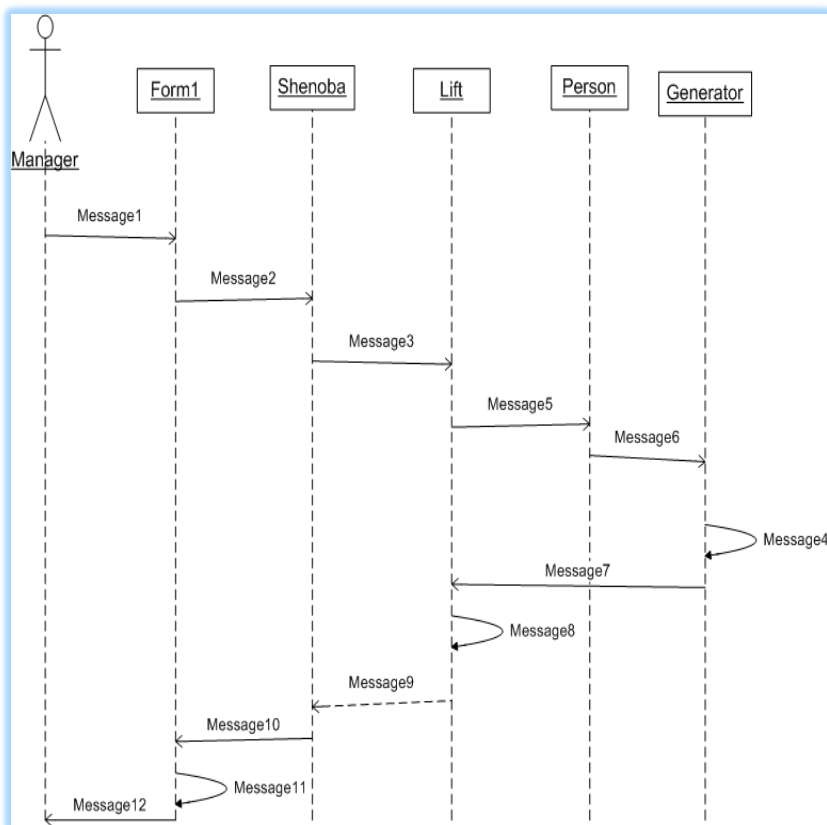 Manager
Form1
Shenoba
Lift
Person
Generator
Message1
Message2
Message3
Message5
Message6
Message4
Message7
Message8
Message9
Message10
Message11
Message12